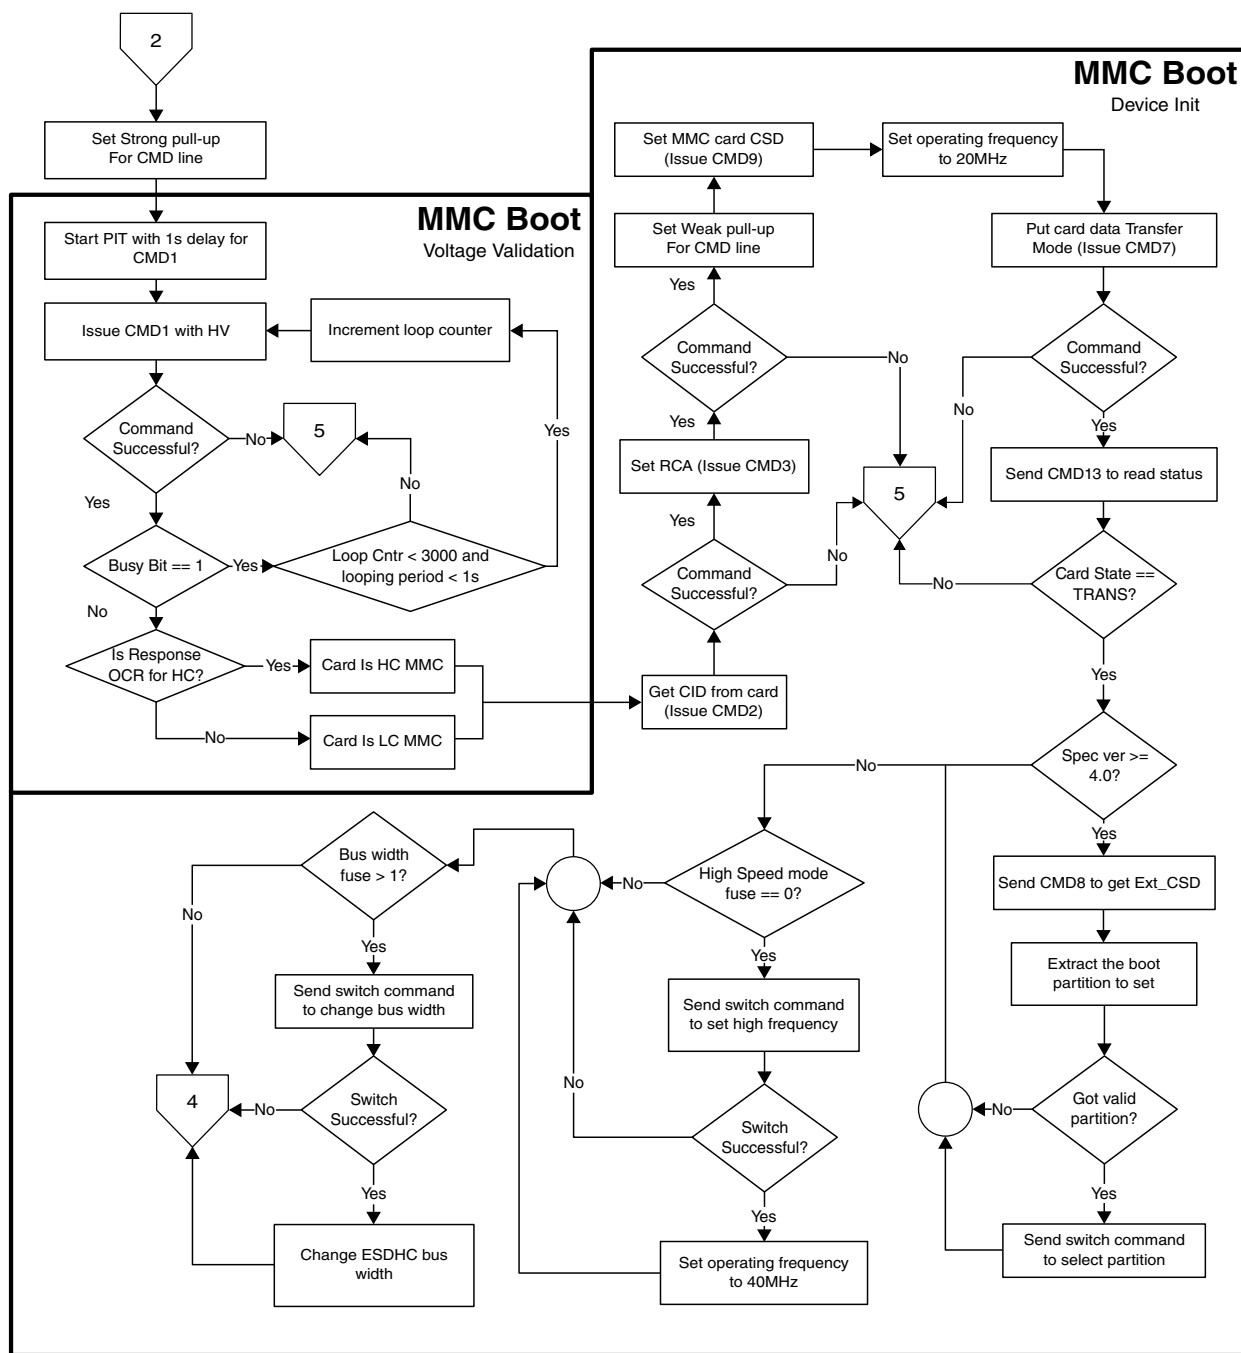 2
Set Strong pull-up
For CMD line
MMC Boot
Voltage Validation
Start PIT with 1s delay for
CMD1
Issue CMD1 with HV
Increment loop counter
Command
Successful?
No
5
Yes
No
Yes
Busy Bit == 1
Yes
Loop Cntr < 3000 and
looping period < 1s
No
Is Response
OCR for HC?
Yes
Card Is HC MMC
No
Card Is LC MMC
MMC Boot
Device Init
Set MMC card CSD
(Issue CMD9)
Set operating frequency
to 20MHz
Set Weak pull-up
For CMD line
Put card data Transfer
Mode (Issue CMD7)
Yes
Command
Successful?
No
Command
Successful?
No
Yes
Yes
Set RCA (Issue CMD3)
5
Send CMD13 to read status
Yes
Command
Successful?
No
No
Card State ==
TRANS?
Yes
Get CID from card
(Issue CMD2)
Spec ver >=
4.0?
No
Yes
Bus width
fuse > 1?
High Speed mode
fuse == 0?
No
Send CMD8 to get Ext_CSD
No
Yes
Yes
Extract the boot
partition to set
Send switch command
to change bus width
Send switch command
to set high frequency
No
4
No
Switch
Successful?
Switch
Successful?
No
Got valid
partition?
Yes
Yes
Yes
Change ESDHC bus
width
Set operating frequency
to 40MHz
Send switch command
to select partition